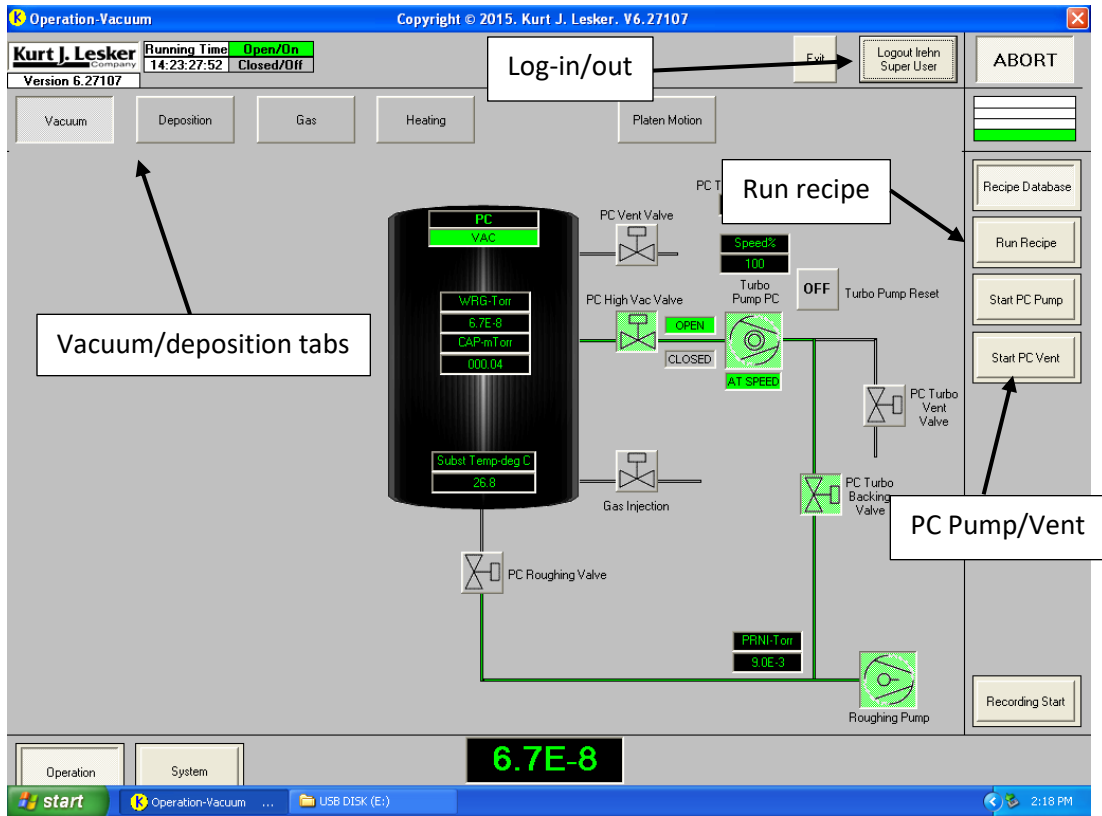 Operation-Vacuum
Copyright © 2015. Kurt J. Lesker. V6.27107
Kurt J. Lesker
Company
Version 6.27107
Running Time
Open/On
14:23:27:52
Closed/Off
Log-in/out
Exit
Logout Irehn
Super User
ABORT
Vacuum
Deposition
Gas
Heating
Platen Motion
Recipe Database
Run Recipe
Start PC Pump
Start PC Vent
Recording Start
Run recipe
Vacuum/deposition tabs
PC Pump/Vent
PC
VAC
WRG-Torr
6.7E-8
CAP-mTorr
000.04
Subst Temp-deg C
26.8
PC Vent Valve
PC T
Speed%
100
Turbo
Pump PC
OFF
Turbo Pump Reset
PC High Vac Valve
OPEN
CLOSED
AT SPEED
PC Turbo
Vent
Valve
Gas Injection
PC Turbo
Backing
Valve
PC Roughing Valve
PRNI-Torr
9.0E-3
Roughing Pump
Operation
System
6.7E-8
start
Operation-Vacuum ...
USB DISK (E:)
2:18 PM